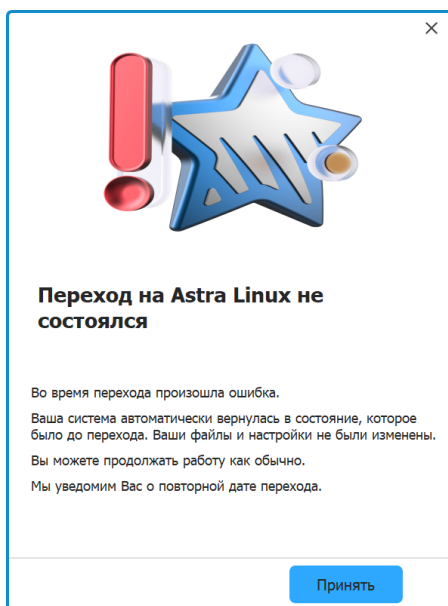 Переход на Astra Linux не
состоялся
Во время перехода произошла ошибка.
Ваша система автоматически вернулась в состояние, которое
было до перехода. Ваши файлы и настройки не были изменены.
Вы можете продолжать работу как обычно.
Мы уведомим Вас о повторной дате перехода.
Принять